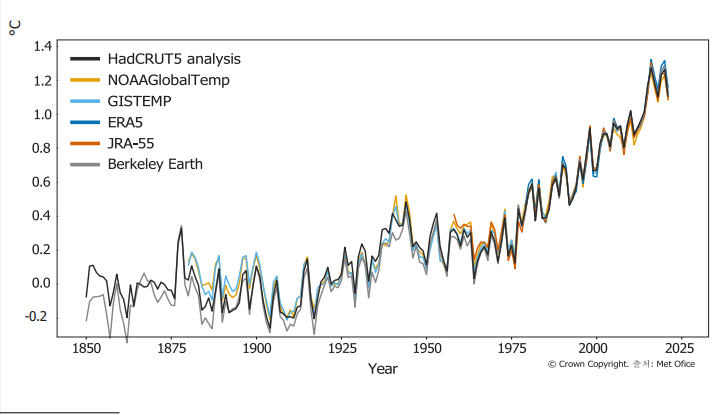 °C
1.4
1.2
1.0
0.8
0.6
0.4
0.2
0.0
-0.2
HadCRUT5 analysis
NOAAGlobalTemp
GISTEMP
ERA5
JRA-55
Berkeley Earth
1850 1875 1900 1925 1950 1975 2000 2025
Year
© Crown Copyright. 출처: Met Ofice